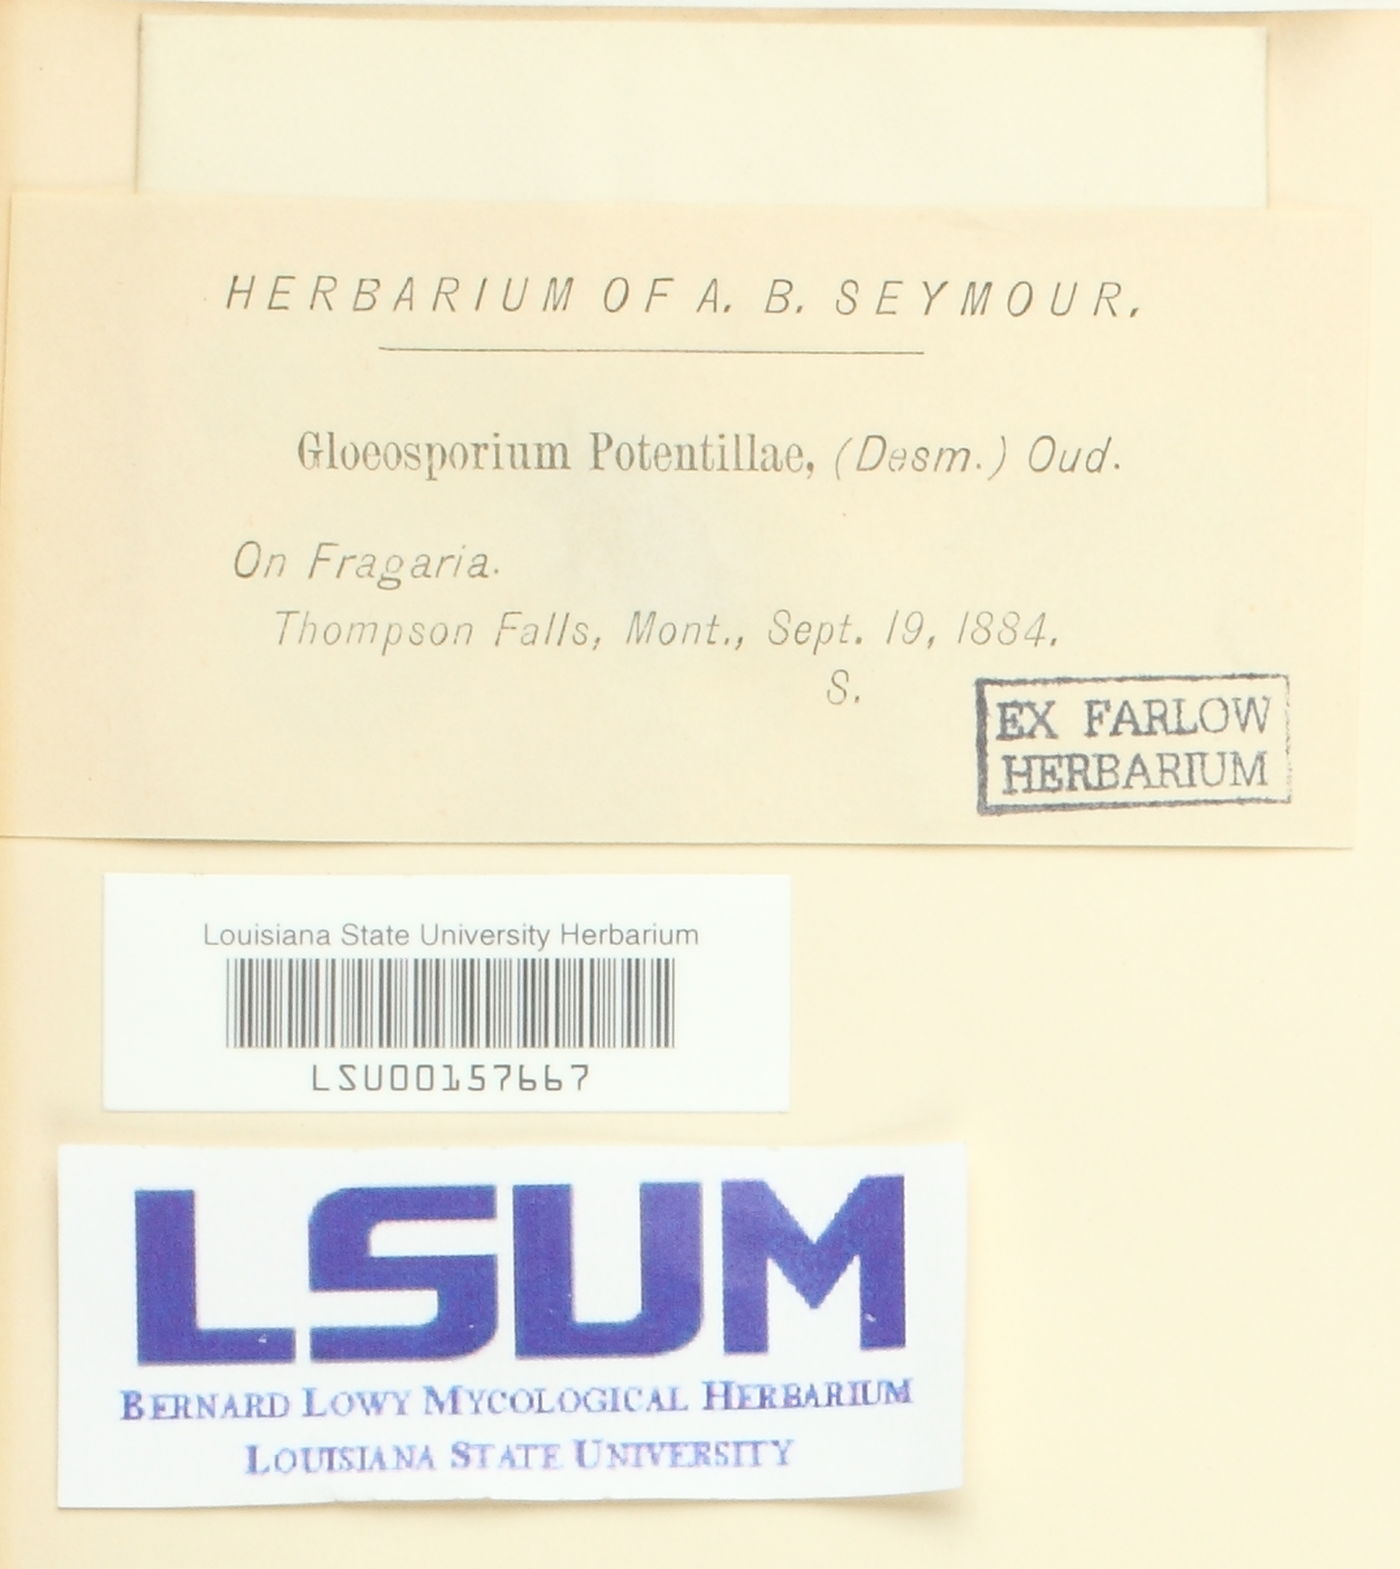 HERBARIUM OF A. B. SEYMOUR.
Gloeosporium Potentillae, (Desm.) Oud.
On Fragaria.
Thompson Falls, Mont., Sept. 19, 1884.
S.
EX FARLOW
HERBARIUM
Louisiana State University Herbarium
LSU00157667
LSUM
BERNARD LOWY MYCOLOGICAL HERBARIUM
LOUISIANA STATE UNIVERSITY